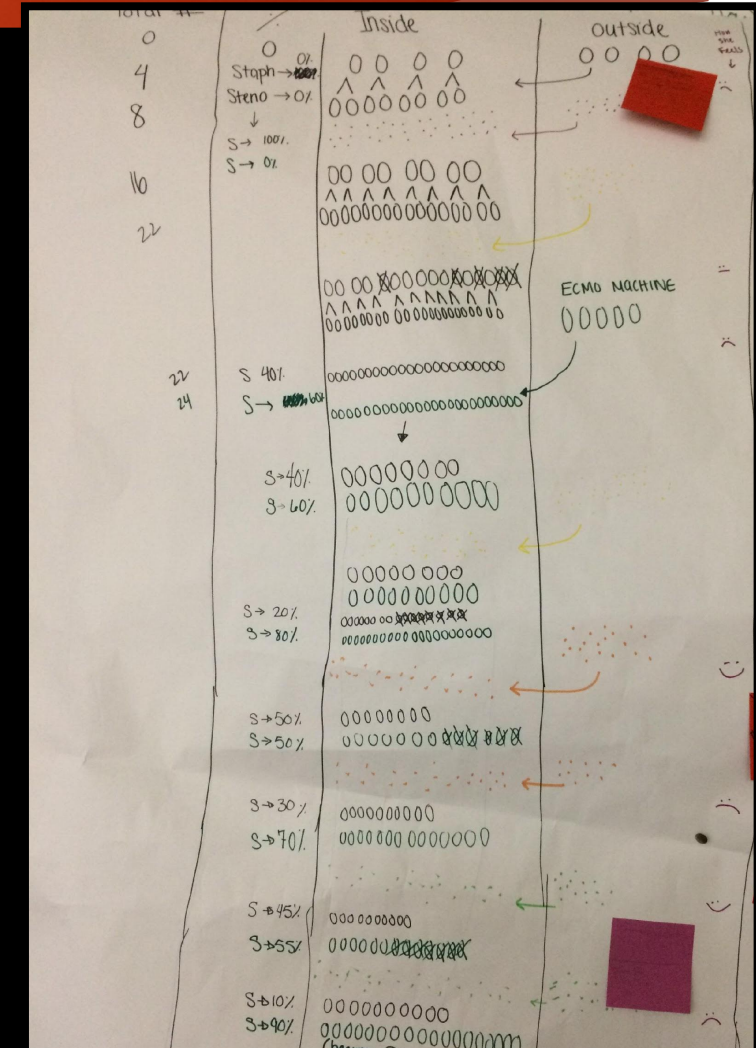 Total #
%
Inside
outside
How she Feels
0
0
4
0%
Staph →
Steno → 0%
8
S → 100%
S → 0%
16
22
ECMO MACHINE
22
S 40%
24
S → 60%
S → 40%
S → 60%
S → 20%
S → 80%
S → 50%
S → 50%
S → 30%
S → 70%
S → 45%
S → 55%
S → 10%
S → 90%